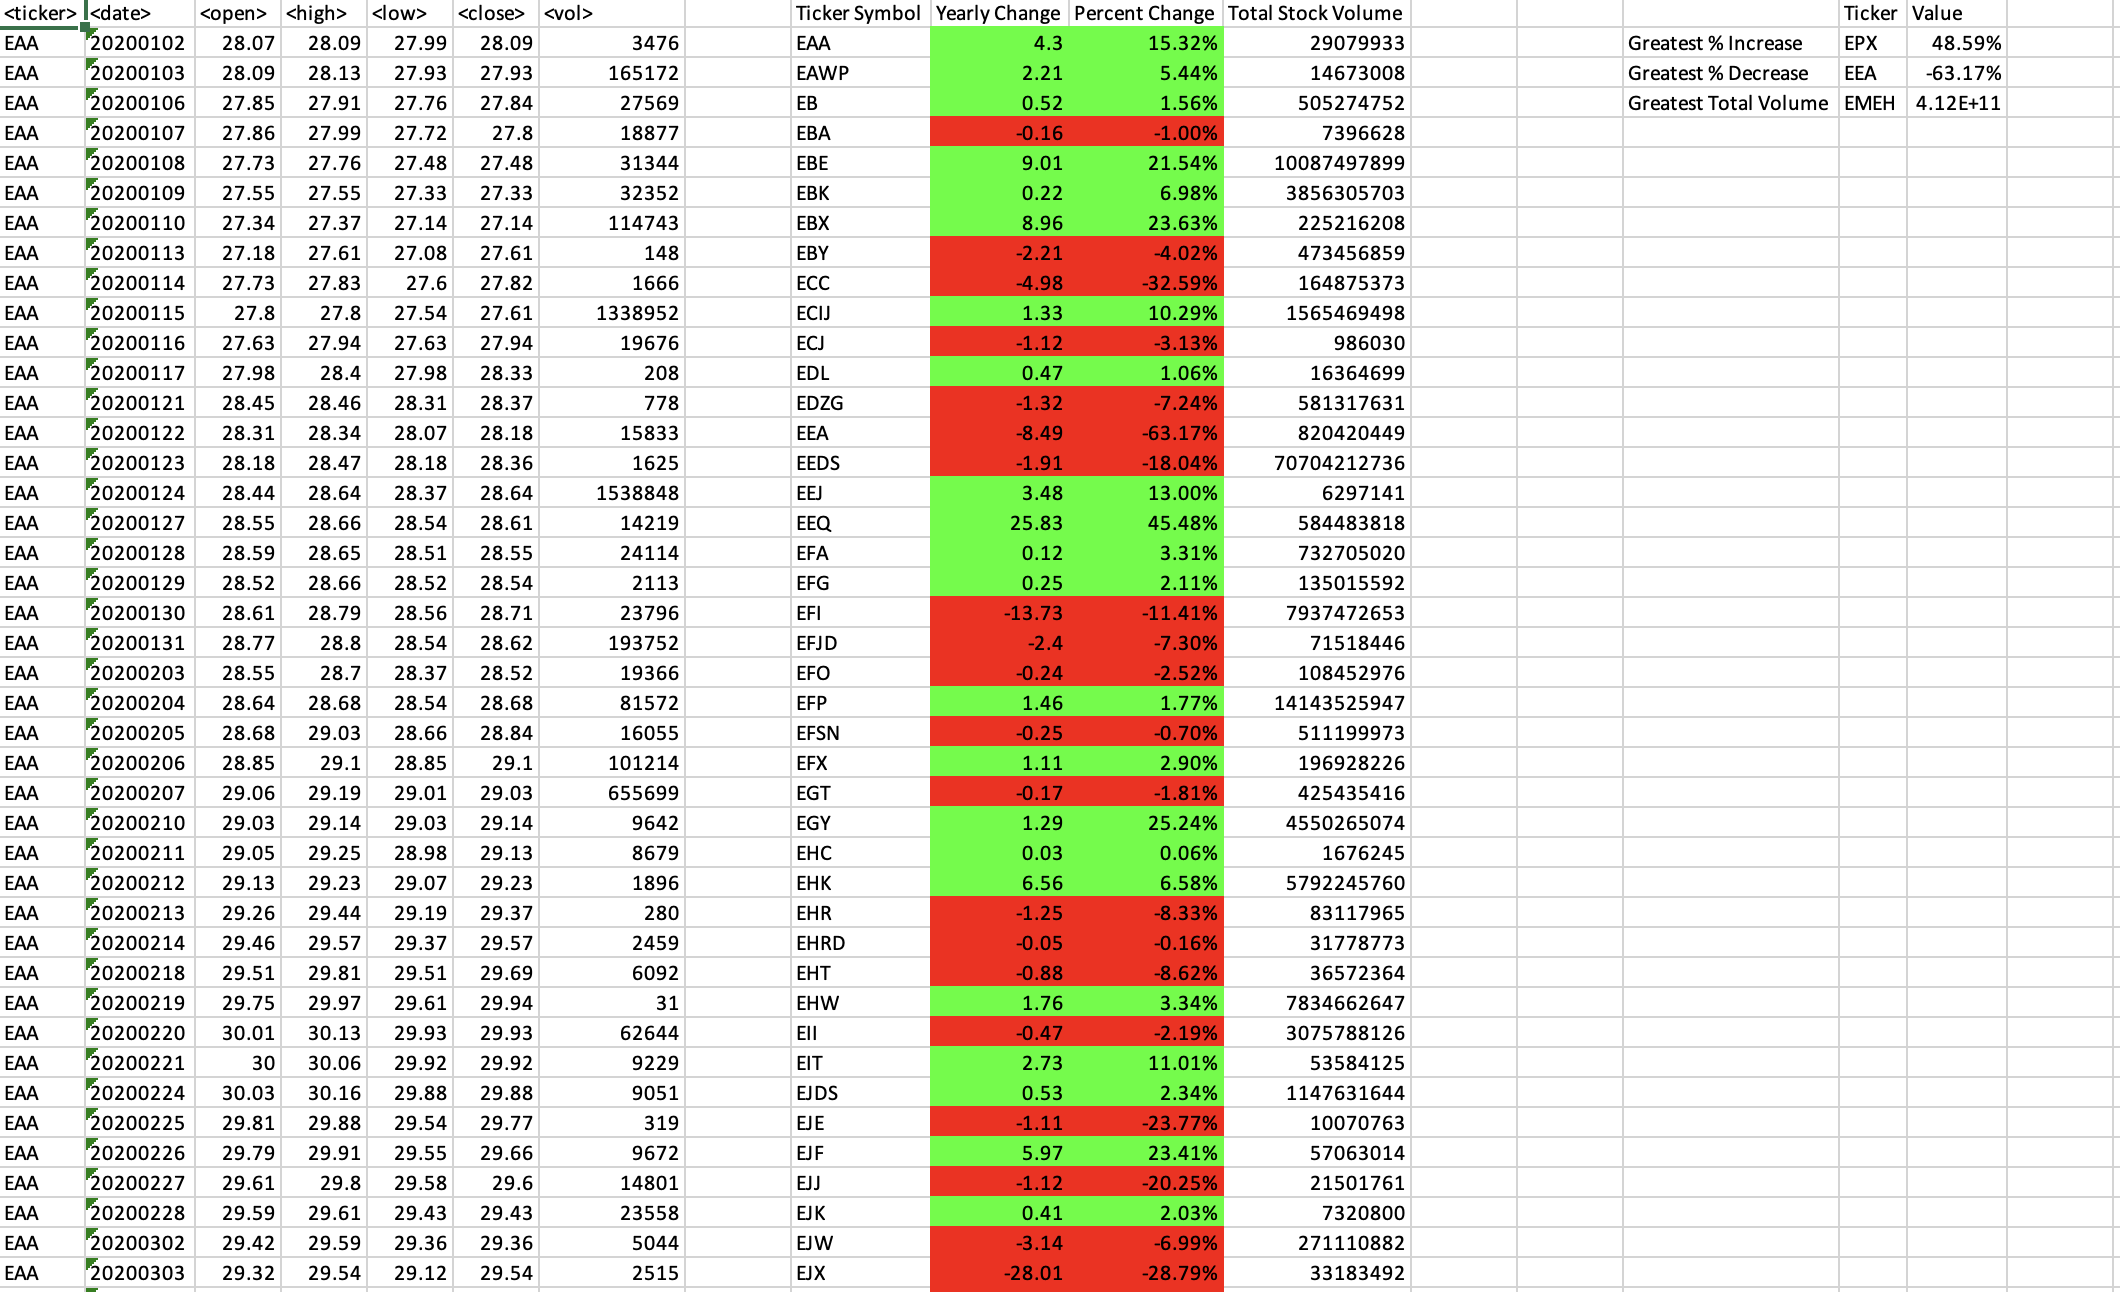 <ticker> <date> <open> <high> <low> <close> <vol> Ticker Symbol Yearly Change Percent Change Total Stock Volume Ticker Value
EAA 20200102 28.07 28.09 27.99 28.09 3476 EAA 4.3 15.32% 29079933 Greatest % Increase EPX 48.59%
EAA 20200103 28.09 28.13 27.93 27.93 165172 EAWP 2.21 5.44% 14673008 Greatest % Decrease EEA -63.17%
EAA 20200106 27.85 27.91 27.76 27.84 27569 EB 0.52 1.56% 505274752 Greatest Total Volume EMEH 4.12E+11
EAA 20200107 27.86 27.99 27.72 27.8 18877 EBA -0.16 -1.00% 7396628
EAA 20200108 27.73 27.76 27.48 27.48 31344 EBE 9.01 21.54% 10087497899
EAA 20200109 27.55 27.55 27.33 27.33 32352 EBK 0.22 6.98% 3856305703
EAA 20200110 27.34 27.37 27.14 27.14 114743 EBX 8.96 23.63% 225216208
EAA 20200113 27.18 27.61 27.08 27.61 148 EBY -2.21 -4.02% 473456859
EAA 20200114 27.73 27.83 27.6 27.82 1666 ECC -4.98 -32.59% 164875373
EAA 20200115 27.8 27.8 27.54 27.61 1338952 ECIJ 1.33 10.29% 1565469498
EAA 20200116 27.63 27.94 27.63 27.94 19676 ECJ -1.12 -3.13% 986030
EAA 20200117 27.98 28.4 27.98 28.33 208 EDL 0.47 1.06% 16364699
EAA 20200121 28.45 28.46 28.31 28.37 778 EDZG -1.32 -7.24% 581317631
EAA 20200122 28.31 28.34 28.07 28.18 15833 EEA -8.49 -63.17% 820420449
EAA 20200123 28.18 28.47 28.18 28.36 1625 EEDS -1.91 -18.04% 70704212736
EAA 20200124 28.44 28.64 28.37 28.64 1538848 EEJ 3.48 13.00% 6297141
EAA 20200127 28.55 28.66 28.54 28.61 14219 EEQ 25.83 45.48% 584483818
EAA 20200128 28.59 28.65 28.51 28.55 24114 EFA 0.12 3.31% 732705020
EAA 20200129 28.52 28.66 28.52 28.54 2113 EFG 0.25 2.11% 135015592
EAA 20200130 28.61 28.79 28.56 28.71 23796 EFI -13.73 -11.41% 7937472653
EAA 20200131 28.77 28.8 28.54 28.62 193752 EFJD -2.4 -7.30% 71518446
EAA 20200203 28.55 28.7 28.37 28.52 19366 EFO -0.24 -2.52% 108452976
EAA 20200204 28.64 28.68 28.54 28.68 81572 EFP 1.46 1.77% 14143525947
EAA 20200205 28.68 29.03 28.66 28.84 16055 EFSN -0.25 -0.70% 511199973
EAA 20200206 28.85 29.1 28.85 29.1 101214 EFX 1.11 2.90% 196928226
EAA 20200207 29.06 29.19 29.01 29.03 655699 EGT -0.17 -1.81% 425435416
EAA 20200210 29.03 29.14 29.03 29.14 9642 EGY 1.29 25.24% 4550265074
EAA 20200211 29.05 29.25 28.98 29.13 8679 EHC 0.03 0.06% 1676245
EAA 20200212 29.13 29.23 29.07 29.23 1896 EHK 6.56 6.58% 5792245760
EAA 20200213 29.26 29.44 29.19 29.37 280 EHR -1.25 -8.33% 83117965
EAA 20200214 29.46 29.57 29.37 29.57 2459 EHRD -0.05 -0.16% 31778773
EAA 20200218 29.51 29.81 29.51 29.69 6092 EHT -0.88 -8.62% 36572364
EAA 20200219 29.75 29.97 29.61 29.94 31 EHW 1.76 3.34% 7834662647
EAA 20200220 30.01 30.13 29.93 29.93 62644 EII -0.47 -2.19% 3075788126
EAA 20200221 30 30.06 29.92 29.92 9229 EIT 2.73 11.01% 53584125
EAA 20200224 30.03 30.16 29.88 29.88 9051 EJDS 0.53 2.34% 1147631644
EAA 20200225 29.81 29.88 29.54 29.77 319 EJE -1.11 -23.77% 10070763
EAA 20200226 29.79 29.91 29.55 29.66 9672 EJF 5.97 23.41% 57063014
EAA 20200227 29.61 29.8 29.58 29.6 14801 EJJ -1.12 -20.25% 21501761
EAA 20200228 29.59 29.61 29.43 29.43 23558 EJK 0.41 2.03% 7320800
EAA 20200302 29.42 29.59 29.36 29.36 5044 EJW -3.14 -6.99% 271110882
EAA 20200303 29.32 29.54 29.12 29.54 2515 EJX -28.01 -28.79% 33183492